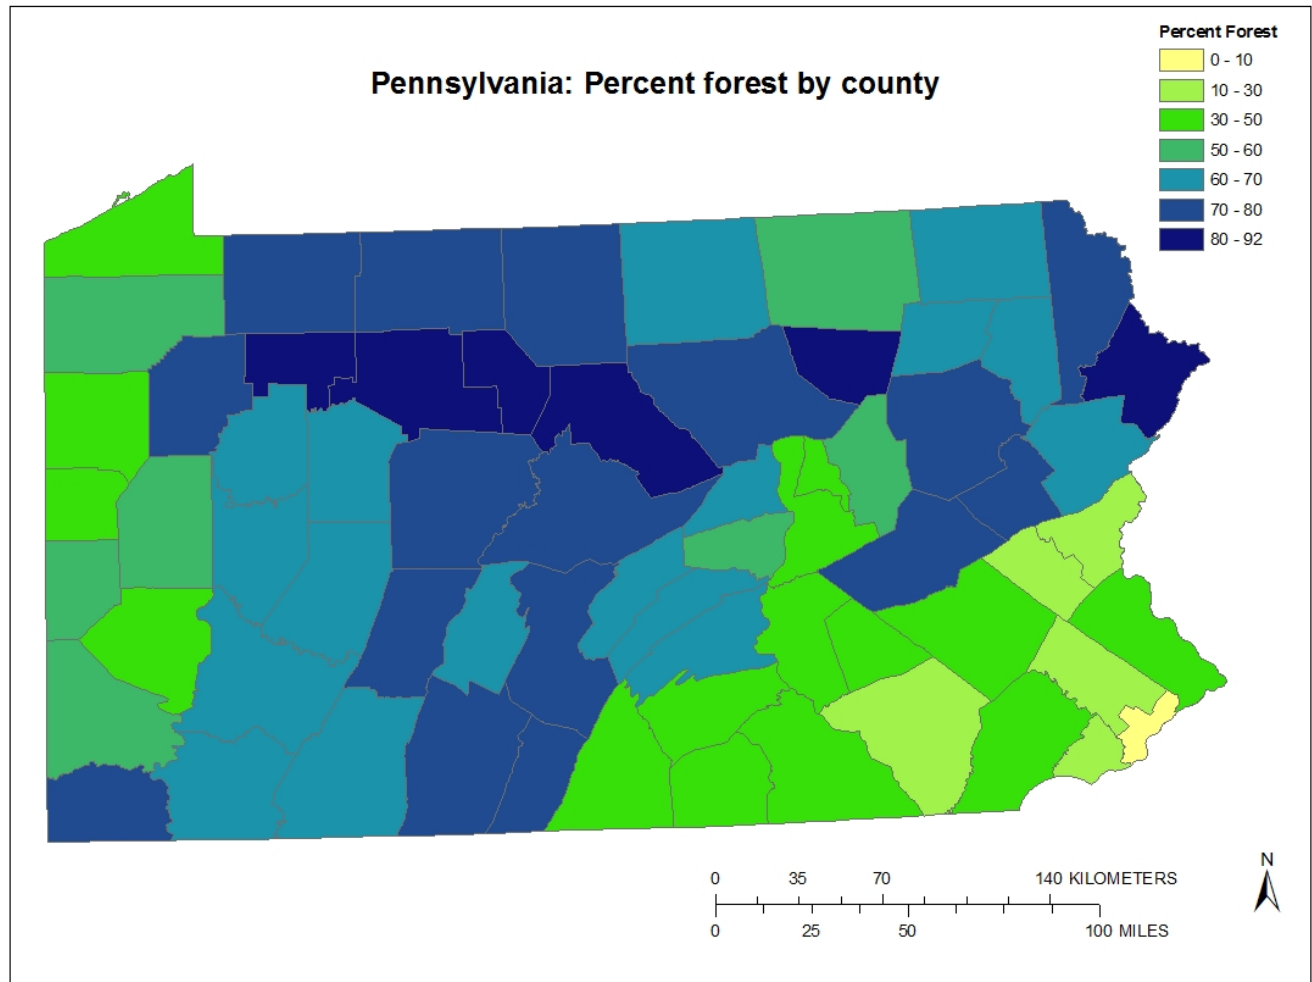 Percent Forest
0 - 10
10 - 30
30 - 50
50 - 60
60 - 70
70 - 80
80 - 92
Pennsylvania: Percent forest by county
0 35 70 140 KILOMETERS
0 25 50 100 MILES
N